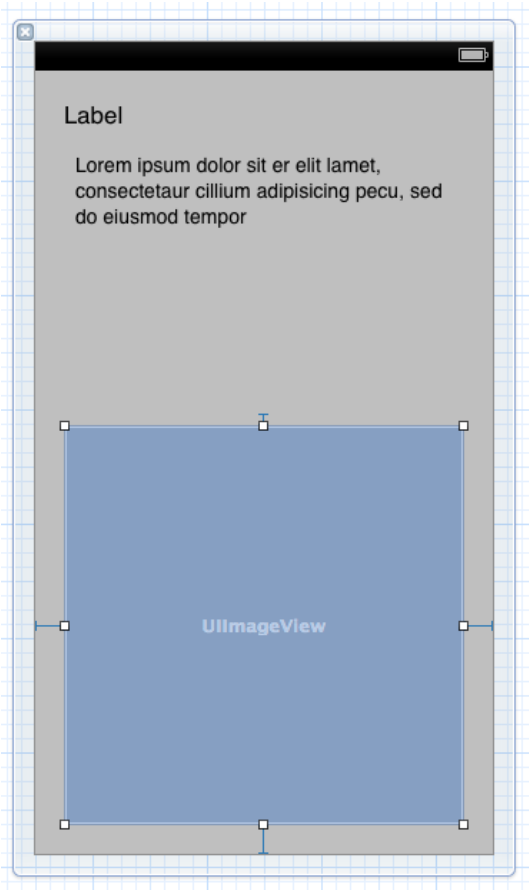 Label
Lorem ipsum dolor sit er elit lamet,
consectetaur cillium adipisicing pecu, sed
do eiusmod tempor
UIImageView